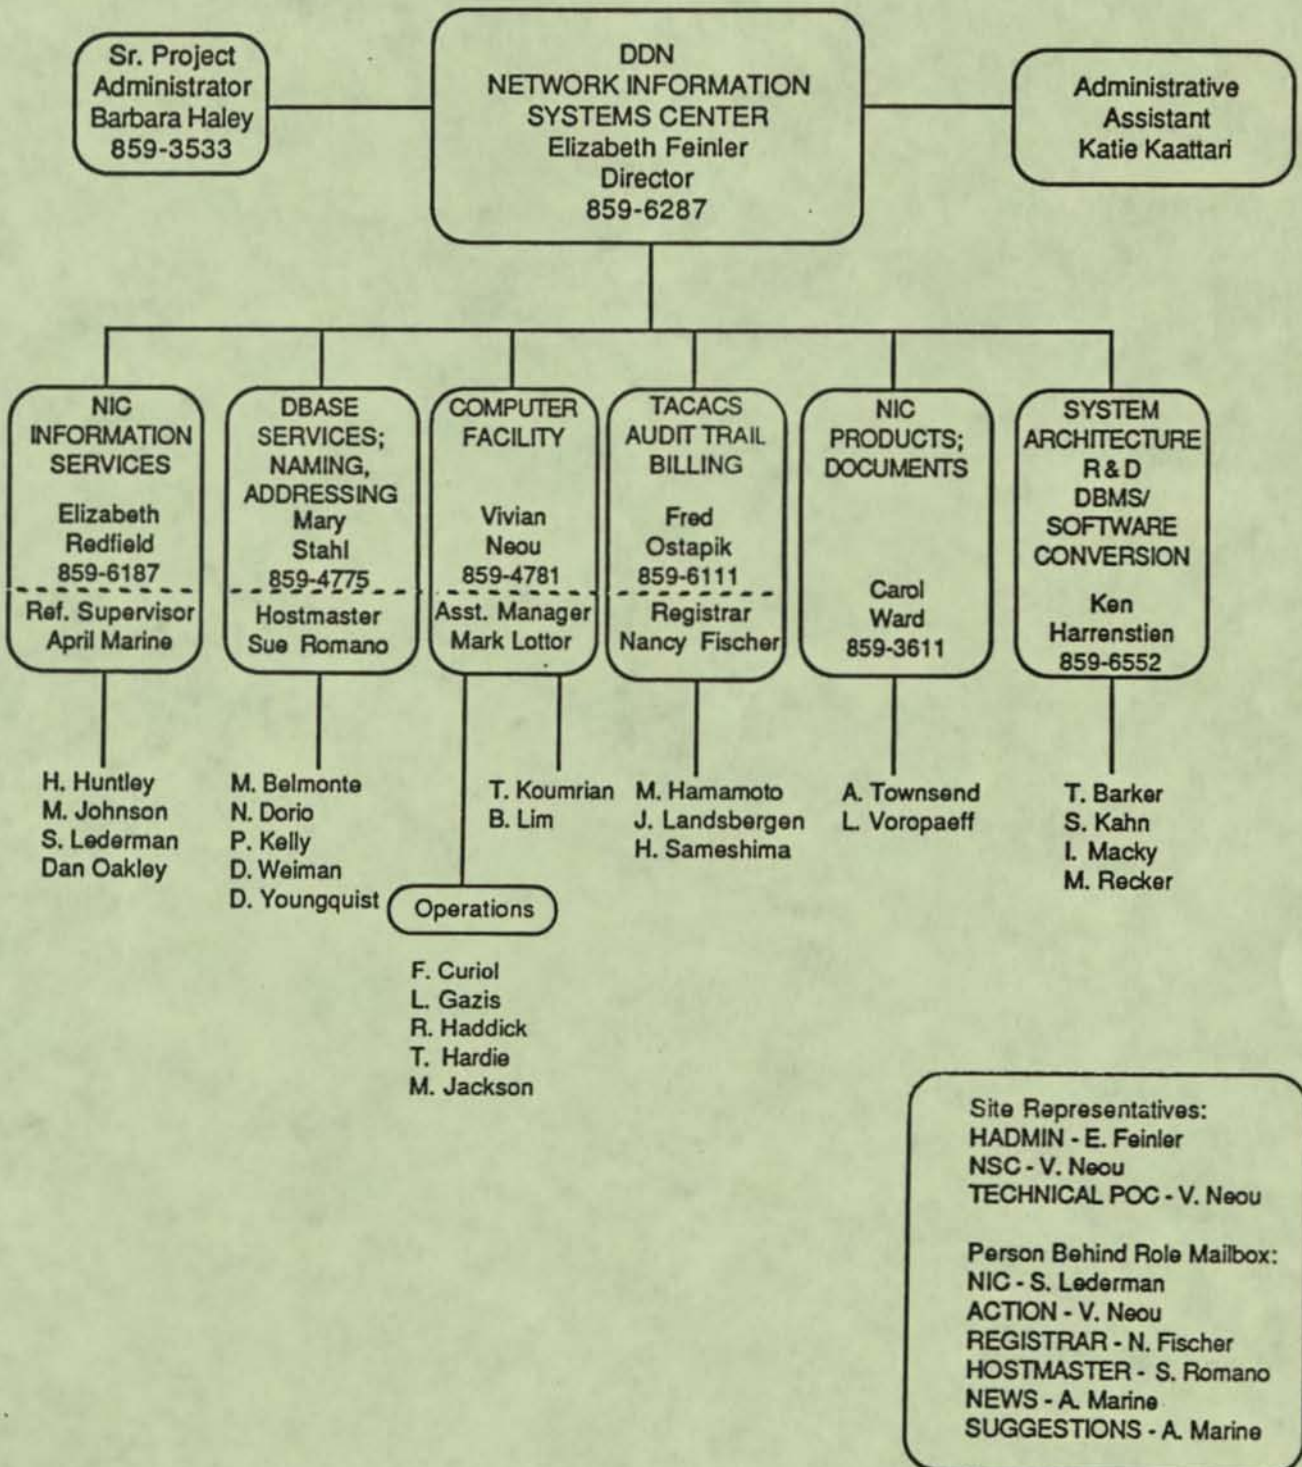 Sr. Project
Administrator
Barbara Haley
859-3533
DDN
NETWORK INFORMATION
SYSTEMS CENTER
Elizabeth Feinler
Director
859-6287
Administrative
Assistant
Katie Kaattari
NIC
INFORMATION
SERVICES
Elizabeth
Redfield
859-6187
Ref. Supervisor
April Marine
DBASE
SERVICES;
NAMING,
ADDRESSING
Mary
Stahl
859-4775
Hostmaster
Sue Romano
COMPUTER
FACILITY
Vivian
Neou
859-4781
Asst. Manager
Mark Lottor
TACACS
AUDIT TRAIL
BILLING
Fred
Ostapik
859-6111
Registrar
Nancy Fischer
NIC
PRODUCTS;
DOCUMENTS
Carol
Ward
859-3611
SYSTEM
ARCHITECTURE
R & D
DBMS/
SOFTWARE
CONVERSION
Ken
Harrenstien
859-6552
H. Huntley
M. Johnson
S. Lederman
Dan Oakley
M. Belmonte
N. Dorio
P. Kelly
D. Weiman
D. Youngquist
T. Koumrian
B. Lim
Operations
F. Curiol
L. Gazis
R. Haddick
T. Hardie
M. Jackson
M. Hamamoto
J. Landsbergen
H. Sameshima
A. Townsend
L. Voropaeff
T. Barker
S. Kahn
I. Macky
M. Recker
Site Representatives:
HADMIN - E. Feinler
NSC - V. Neou
TECHNICAL POC - V. Neou
Person Behind Role Mailbox:
NIC - S. Lederman
ACTION - V. Neou
REGISTRAR - N. Fischer
HOSTMASTER - S. Romano
NEWS - A. Marine
SUGGESTIONS - A. Marine